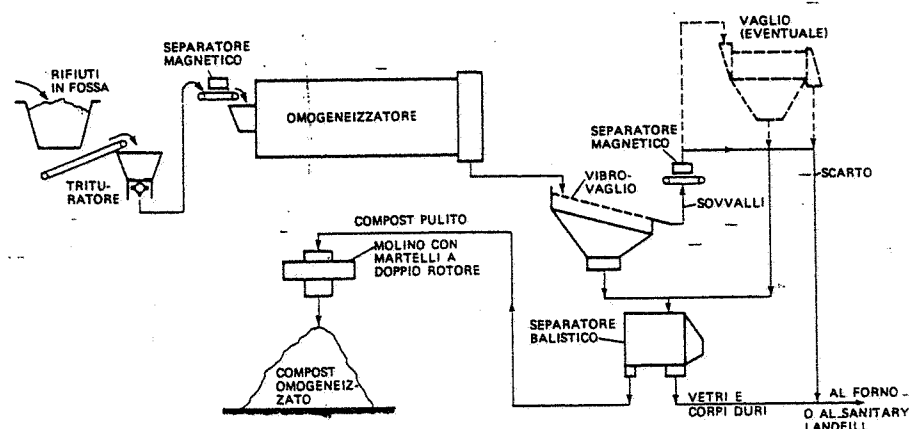 VAGLIO
(EVENTUALE)
SEPARATORE
MAGNETICO
RIFIUTI
IN FOSSA
OMOGENEIZZATORE
SEPARATORE
MAGNETICO
TRITU-
RATORE
VIBRO-
VAGLIO
SCARTO
SOVVALLI
COMPOST PULITO
MOLINO CON
MARTELLI A
DOPPIO ROTORE
SEPARATORE
BALISTICO
COMPOST
OMOGENEIZ-
ZATO
VETRI E
CORPI DURI
AL FORNO
O AL SANITARY
LANDFILL